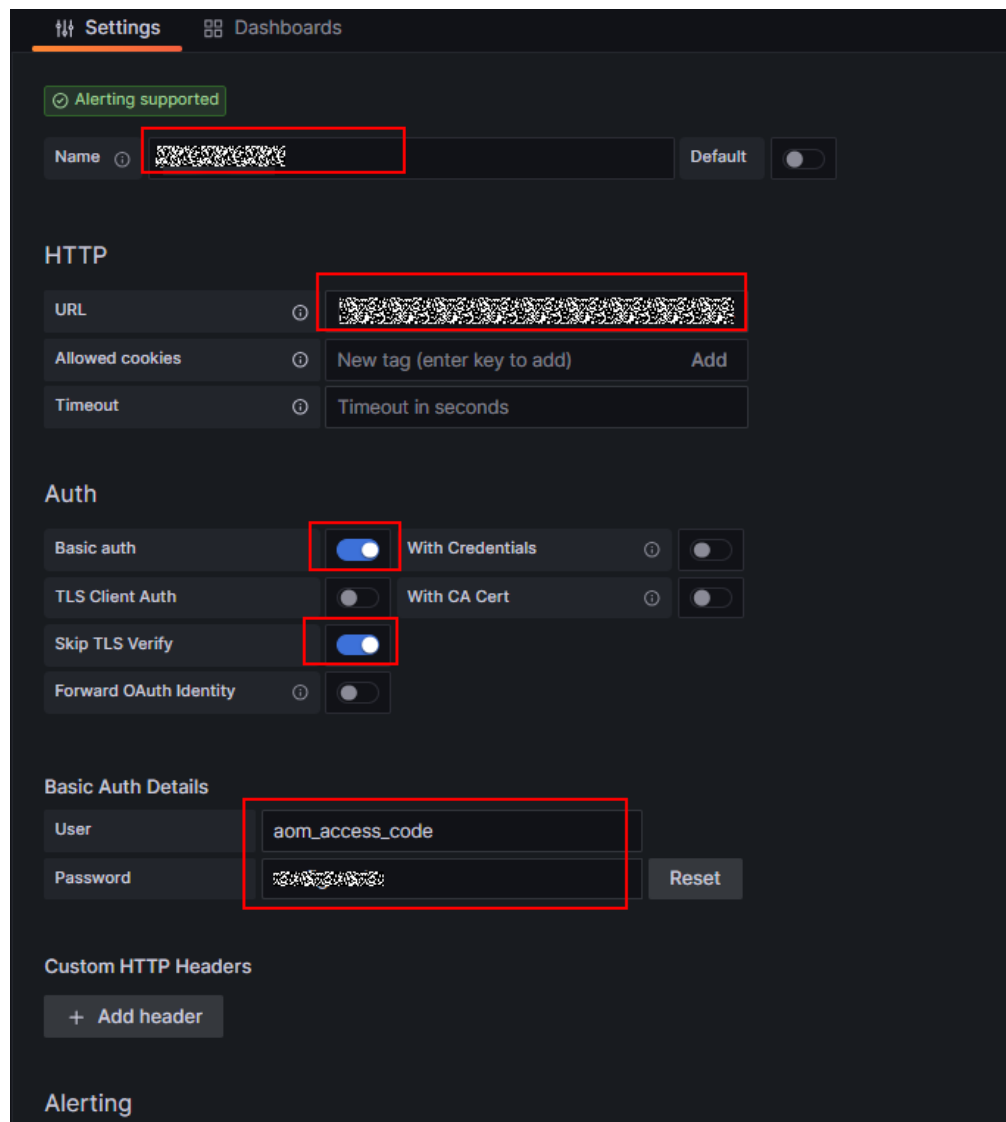 Settings Dashboards
Alerting supported
Name Default
HTTP
URL
Allowed cookies New tag (enter key to add) Add
Timeout Timeout in seconds
Auth
Basic auth With Credentials
TLS Client Auth With CA Cert
Skip TLS Verify
Forward OAuth Identity
Basic Auth Details
User aom_access_code
Password Reset
Custom HTTP Headers
+ Add header
Alerting